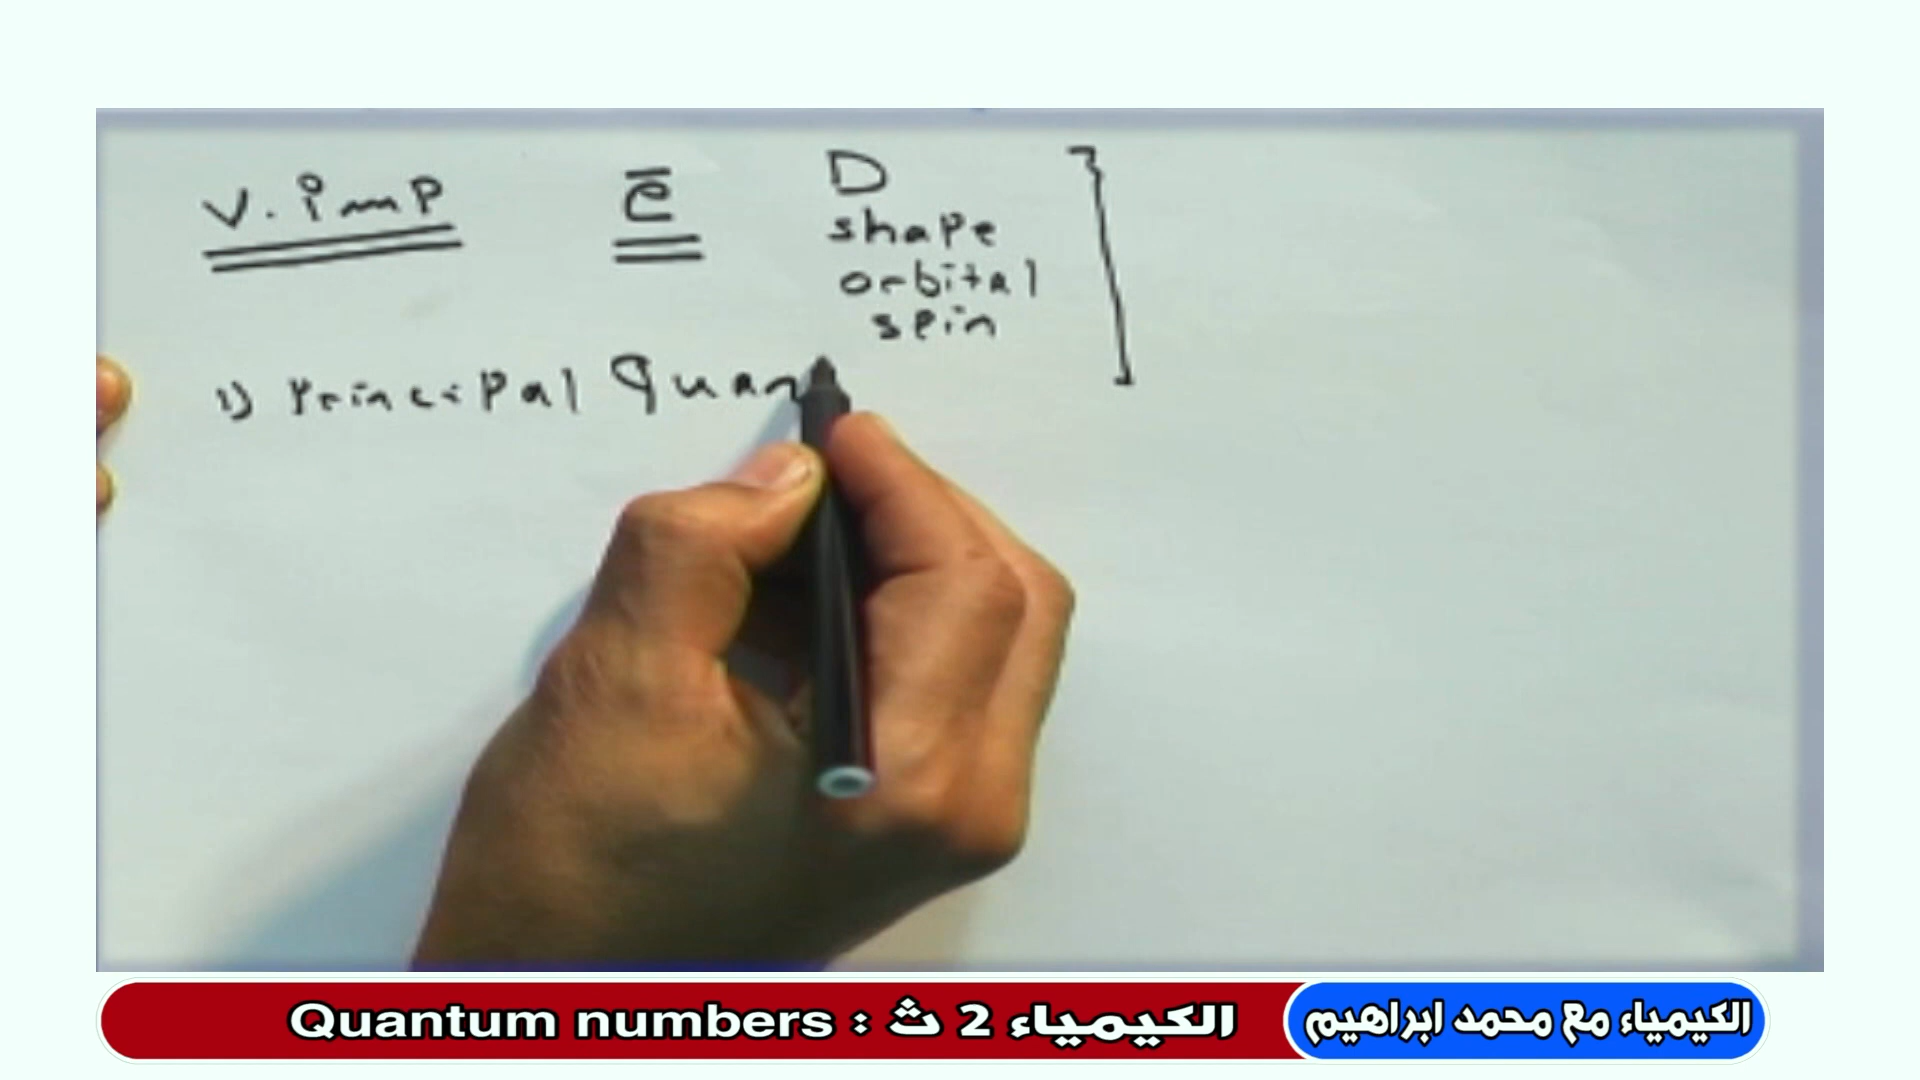 V. imp
ē
D
shape
orbital
spin
1) Principal Quan
الكيمياء 2 ث : Quantum numbers
الكيمياء مع محمد ابراهيم